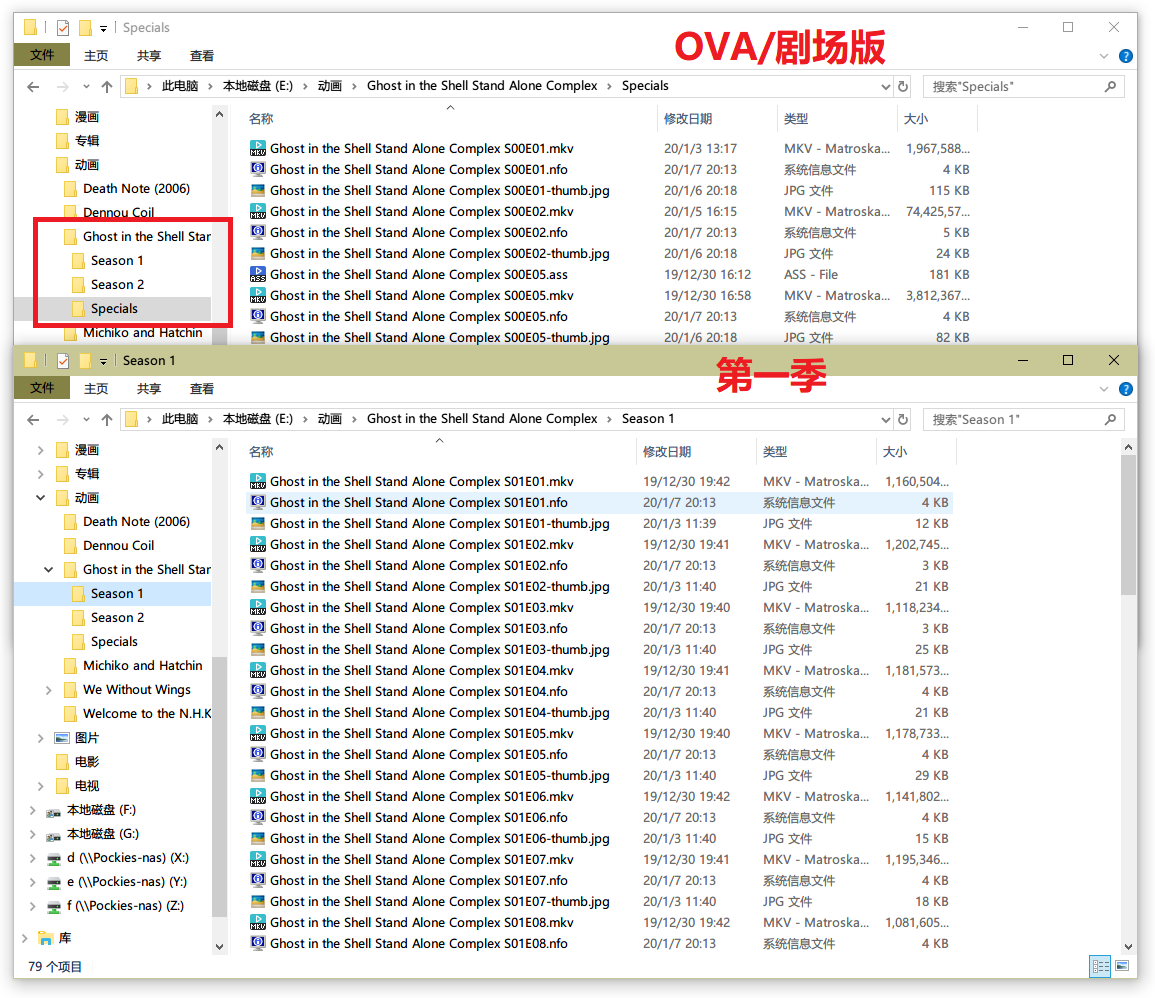 Specials
OVA/剧场版
文件 主页 共享 查看
此电脑 本地磁盘 (E:) 动画 Ghost in the Shell Stand Alone Complex Specials 搜索"Specials"
漫画
专辑
动画
Death Note (2006)
Dennou Coil
Ghost in the Shell Star
Season 1
Season 2
Specials
Michiko and Hatchin
名称 修改日期 类型 大小
Ghost in the Shell Stand Alone Complex S00E01.mkv 20/1/3 13:17 MKV - Matroska... 1,967,588...
Ghost in the Shell Stand Alone Complex S00E01.nfo 20/1/7 20:13 系统信息文件 4 KB
Ghost in the Shell Stand Alone Complex S00E01-thumb.jpg 20/1/6 20:18 JPG 文件 115 KB
Ghost in the Shell Stand Alone Complex S00E02.mkv 20/1/5 16:15 MKV - Matroska... 74,425,57...
Ghost in the Shell Stand Alone Complex S00E02.nfo 20/1/7 20:13 系统信息文件 5 KB
Ghost in the Shell Stand Alone Complex S00E02-thumb.jpg 20/1/6 20:18 JPG 文件 24 KB
Ghost in the Shell Stand Alone Complex S00E05.ass 19/12/30 16:12 ASS - File 181 KB
Ghost in the Shell Stand Alone Complex S00E05.mkv 19/12/30 16:58 MKV - Matroska... 3,812,367...
Ghost in the Shell Stand Alone Complex S00E05.nfo 20/1/7 20:13 系统信息文件 4 KB
Ghost in the Shell Stand Alone Complex S00E05-thumb.jpg 20/1/6 20:18 JPG 文件 82 KB
Season 1
第一季
文件 主页 共享 查看
此电脑 本地磁盘 (E:) 动画 Ghost in the Shell Stand Alone Complex Season 1 搜索"Season 1"
漫画
专辑
动画
Death Note (2006)
Dennou Coil
Ghost in the Shell Star
Season 1
Season 2
Specials
Michiko and Hatchin
We Without Wings
Welcome to the N.H.K
图片
电影
电视
本地磁盘 (F:)
本地磁盘 (G:)
d (\\Pockies-nas) (X:)
e (\\Pockies-nas) (Y:)
f (\\Pockies-nas) (Z:)
库
名称 修改日期 类型 大小
Ghost in the Shell Stand Alone Complex S01E01.mkv 19/12/30 19:42 MKV - Matroska... 1,160,504...
Ghost in the Shell Stand Alone Complex S01E01.nfo 20/1/7 20:13 系统信息文件 4 KB
Ghost in the Shell Stand Alone Complex S01E01-thumb.jpg 20/1/3 11:39 JPG 文件 12 KB
Ghost in the Shell Stand Alone Complex S01E02.mkv 19/12/30 19:41 MKV - Matroska... 1,202,745...
Ghost in the Shell Stand Alone Complex S01E02.nfo 20/1/7 20:13 系统信息文件 3 KB
Ghost in the Shell Stand Alone Complex S01E02-thumb.jpg 20/1/3 11:40 JPG 文件 21 KB
Ghost in the Shell Stand Alone Complex S01E03.mkv 19/12/30 19:40 MKV - Matroska... 1,118,234...
Ghost in the Shell Stand Alone Complex S01E03.nfo 20/1/7 20:13 系统信息文件 3 KB
Ghost in the Shell Stand Alone Complex S01E03-thumb.jpg 20/1/3 11:40 JPG 文件 25 KB
Ghost in the Shell Stand Alone Complex S01E04.mkv 19/12/30 19:41 MKV - Matroska... 1,181,573...
Ghost in the Shell Stand Alone Complex S01E04.nfo 20/1/7 20:13 系统信息文件 4 KB
Ghost in the Shell Stand Alone Complex S01E04-thumb.jpg 20/1/3 11:40 JPG 文件 21 KB
Ghost in the Shell Stand Alone Complex S01E05.mkv 19/12/30 19:40 MKV - Matroska... 1,178,733...
Ghost in the Shell Stand Alone Complex S01E05.nfo 20/1/7 20:13 系统信息文件 4 KB
Ghost in the Shell Stand Alone Complex S01E05-thumb.jpg 20/1/3 11:40 JPG 文件 29 KB
Ghost in the Shell Stand Alone Complex S01E06.mkv 19/12/30 19:42 MKV - Matroska... 1,141,802...
Ghost in the Shell Stand Alone Complex S01E06.nfo 20/1/7 20:13 系统信息文件 4 KB
Ghost in the Shell Stand Alone Complex S01E06-thumb.jpg 20/1/3 11:40 JPG 文件 15 KB
Ghost in the Shell Stand Alone Complex S01E07.mkv 19/12/30 19:41 MKV - Matroska... 1,195,346...
Ghost in the Shell Stand Alone Complex S01E07.nfo 20/1/7 20:13 系统信息文件 4 KB
Ghost in the Shell Stand Alone Complex S01E07-thumb.jpg 20/1/3 11:40 JPG 文件 18 KB
Ghost in the Shell Stand Alone Complex S01E08.mkv 19/12/30 19:42 MKV - Matroska... 1,081,605...
Ghost in the Shell Stand Alone Complex S01E08.nfo 20/1/7 20:13 系统信息文件 4 KB
79 个项目